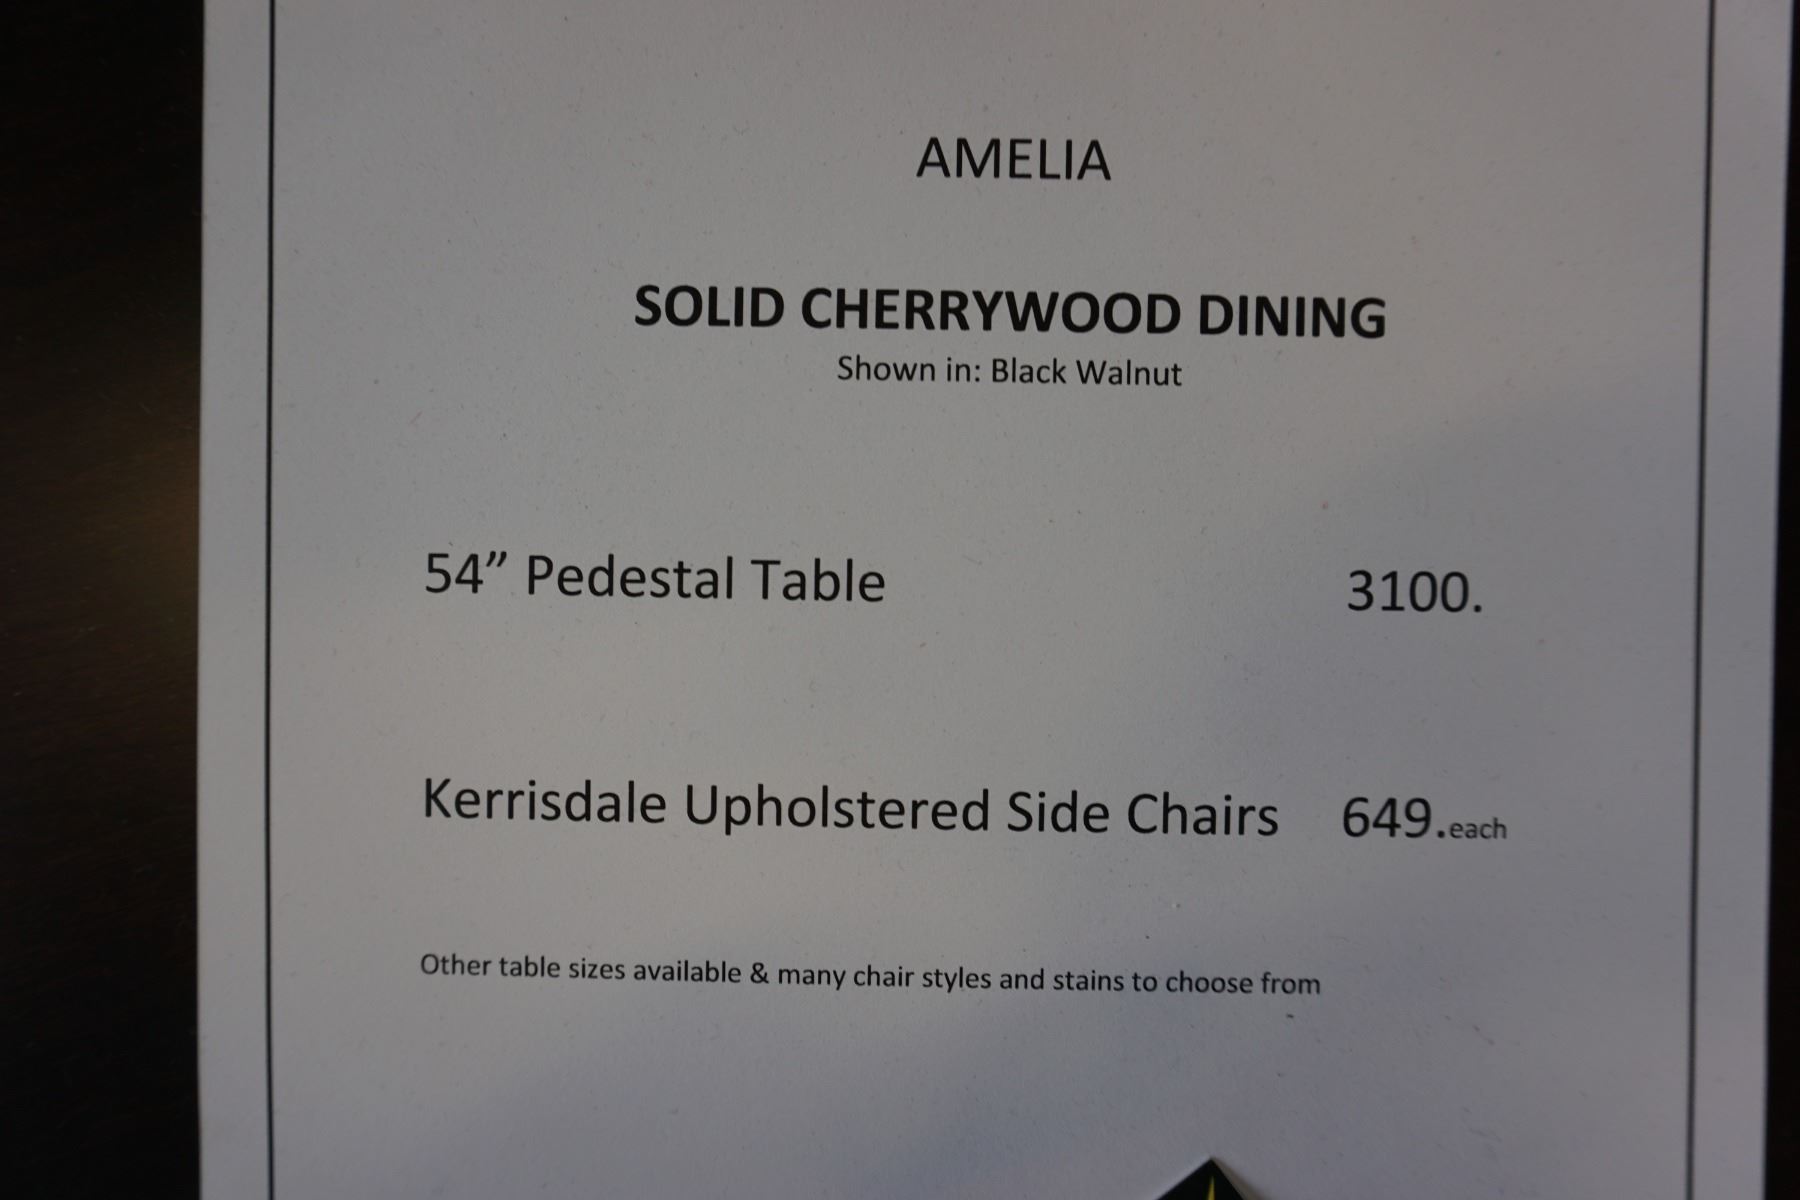 AMELIA
SOLID CHERRYWOOD DINING
Shown in: Black Walnut
54” Pedestal Table 3100.
Kerrisdale Upholstered Side Chairs 649.each
Other table sizes available & many chair styles and stains to choose from